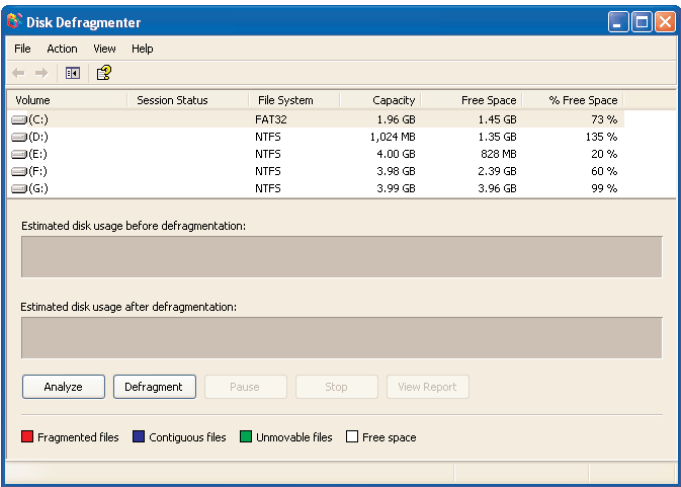 Disk Defragmenter
File Action View Help
Volume Session Status File System Capacity Free Space % Free Space
(C:) FAT32 1.96 GB 1.45 GB 73 %
(D:) NTFS 1,024 MB 1.35 GB 135 %
(E:) NTFS 4.00 GB 828 MB 20 %
(F:) NTFS 3.98 GB 2.39 GB 60 %
(G:) NTFS 3.99 GB 3.96 GB 99 %
Estimated disk usage before defragmentation:
Estimated disk usage after defragmentation:
Analyze Defragment Pause Stop View Report
Fragmented files Contiguous files Unmovable files Free space